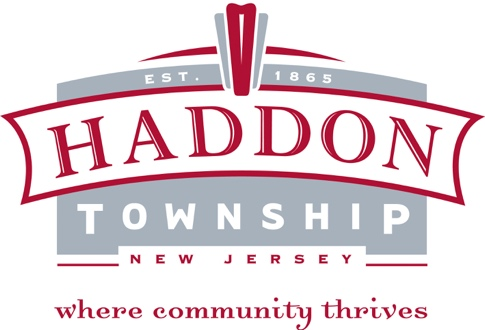 EST. 1865
HADDON
TOWNSHIP
NEW JERSEY
where community thrives